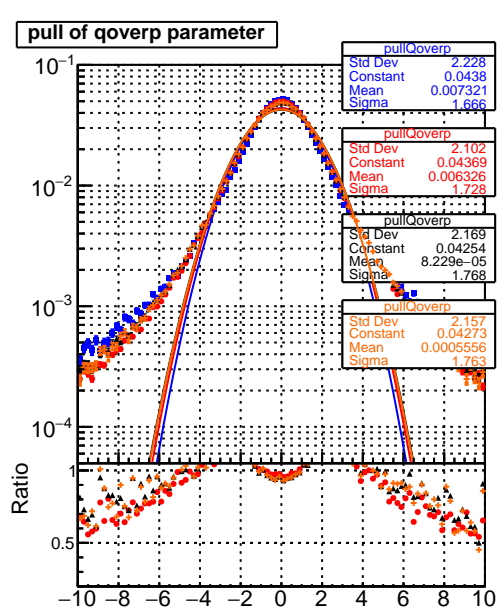 pull of qoverp parameter
pullQoverp
Std Dev 2.228
Constant 0.0438
Mean 0.007321
Sigma 1.666
pullQoverp
Std Dev 2.102
Constant 0.04369
Mean 0.006326
Sigma 1.728
pullQoverp
Std Dev 2.169
Constant 0.04254
Mean 8.229e−05
Sigma 1.768
pullQoverp
Std Dev 2.157
Constant 0.04273
Mean 0.0005556
Sigma 1.763
10−1
10−2
10−3
10−4
Ratio
1
0.5
−10 −8 −6 −4 −2 0 2 4 6 8 10